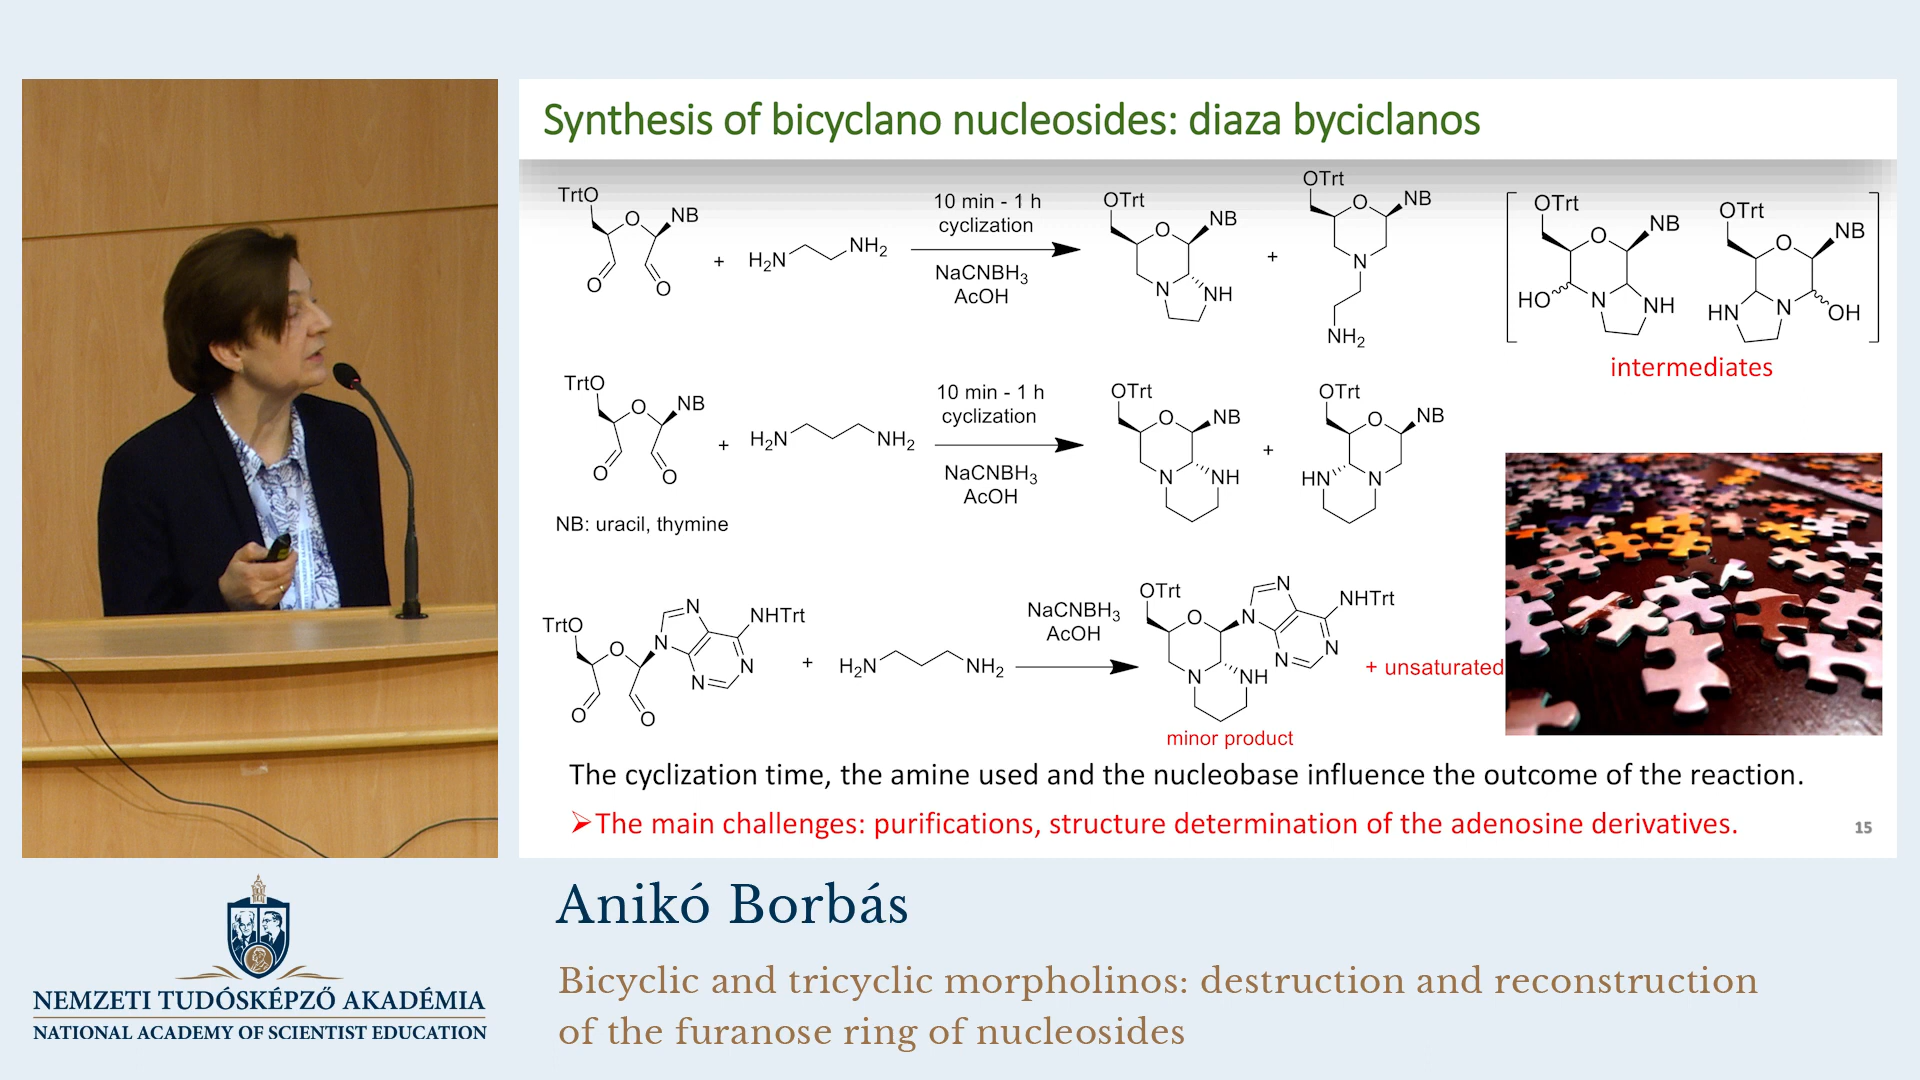 Synthesis of bicyclano nucleosides: diaza byciclanos
TrtO
O
NB
O
O
+
H2N
NH2
10 min - 1 h
cyclization
NaCNBH3
AcOH
OTrt
O
NB
N
NH
+
OTrt
O
NB
N
NH2
OTrt
O
NB
HO
N
NH
OTrt
O
NB
HN
N
OH
intermediates
TrtO
O
NB
O
O
+
H2N
NH2
10 min - 1 h
cyclization
NaCNBH3
AcOH
OTrt
O
NB
N
NH
+
OTrt
O
NB
HN
N
NB: uracil, thymine
TrtO
O
N
N
NHTrt
N
N
O
O
+
H2N
NH2
NaCNBH3
AcOH
OTrt
O
N
N
NHTrt
N
N
N
NH
+ unsaturated
minor product
The cyclization time, the amine used and the nucleobase influence the outcome of the reaction.
➢The main challenges: purifications, structure determination of the adenosine derivatives.
15
Anikó Borbás
Bicyclic and tricyclic morpholinos: destruction and reconstruction
of the furanose ring of nucleosides
NEMZETI TUDÓSKÉPZŐ AKADÉMIA
NATIONAL ACADEMY OF SCIENTIST EDUCATION